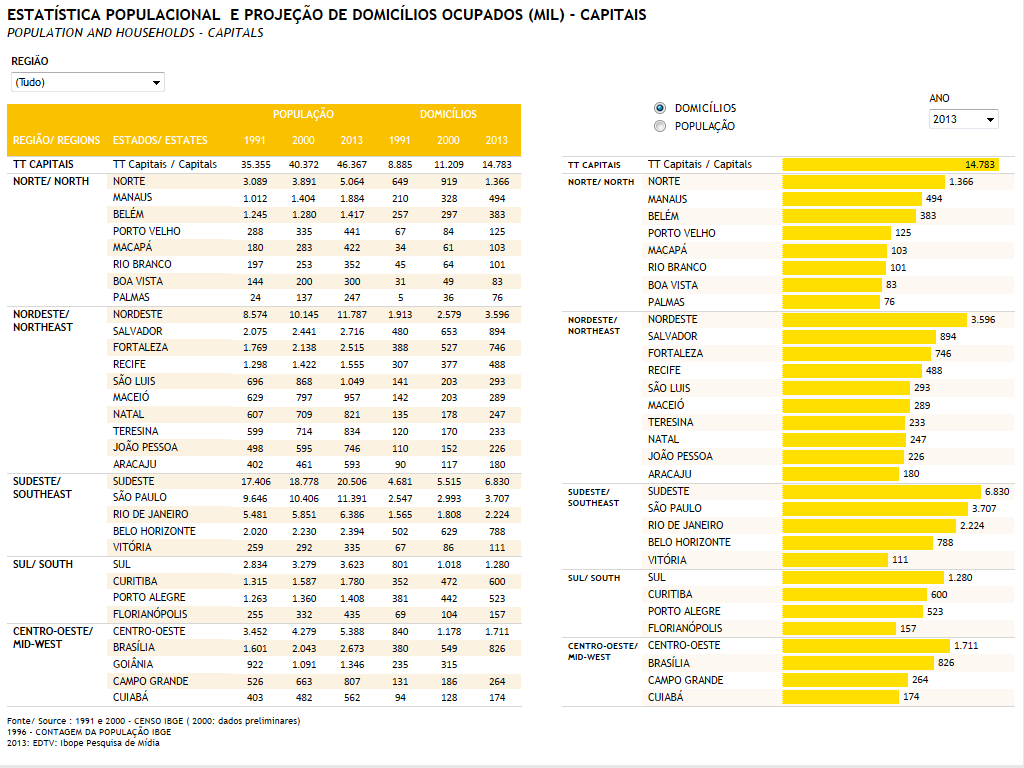 ESTATÍSTICA POPULACIONAL E PROJEÇÃO DE DOMICÍLIOS OCUPADOS (MIL) - CAPITAIS
POPULATION AND HOUSEHOLDS - CAPITALS
REGIÃO
(Tudo)
POPULAÇÃO DOMICÍLIOS
REGIÃO/ REGIONS ESTADOS/ ESTATES 1991 2000 2013 1991 2000 2013
TT CAPITAIS TT Capitais / Capitals 35.355 40.372 46.367 8.885 11.209 14.783
NORTE/ NORTH NORTE 3.089 3.891 5.064 649 919 1.366
MANAUS 1.012 1.404 1.884 210 328 494
BELÉM 1.245 1.280 1.417 257 297 383
PORTO VELHO 288 335 441 67 84 125
MACAPÁ 180 283 422 34 61 103
RIO BRANCO 197 253 352 45 64 101
BOA VISTA 144 200 300 31 49 83
PALMAS 24 137 247 5 36 76
NORDESTE/ NORDESTE 8.574 10.145 11.787 1.913 2.579 3.596
NORTHEAST SALVADOR 2.075 2.441 2.716 480 653 894
FORTALEZA 1.769 2.138 2.515 388 527 746
RECIFE 1.298 1.422 1.555 307 377 488
SÃO LUIS 696 868 1.049 141 203 293
MACEIÓ 629 797 957 142 203 289
NATAL 607 709 821 135 178 247
TERESINA 599 714 834 120 170 233
JOÃO PESSOA 498 595 746 110 152 226
ARACAJU 402 461 593 90 117 180
SUDESTE/ SUDESTE 17.406 18.778 20.506 4.681 5.515 6.830
SOUTHEAST SÃO PAULO 9.646 10.406 11.391 2.547 2.993 3.707
RIO DE JANEIRO 5.481 5.851 6.386 1.565 1.808 2.224
BELO HORIZONTE 2.020 2.230 2.394 502 629 788
VITÓRIA 259 292 335 67 86 111
SUL/ SOUTH SUL 2.834 3.279 3.623 801 1.018 1.280
CURITIBA 1.315 1.587 1.780 352 472 600
PORTO ALEGRE 1.263 1.360 1.408 381 442 523
FLORIANÓPOLIS 255 332 435 69 104 157
CENTRO-OESTE/ CENTRO-OESTE 3.452 4.279 5.388 840 1.178 1.711
MID-WEST BRASÍLIA 1.601 2.043 2.673 380 549 826
GOIÂNIA 922 1.091 1.346 235 315
CAMPO GRANDE 526 663 807 131 186 264
CUIABÁ 403 482 562 94 128 174
Fonte/ Source : 1991 e 2000 - CENSO IBGE ( 2000: dados preliminares)
1996 - CONTAGEM DA POPULAÇÃO IBGE
2013: EDTV: Ibope Pesquisa de Mídia
DOMICÍLIOS
POPULAÇÃO
ANO
2013
TT CAPITAIS TT Capitais / Capitals 14.783
NORTE/ NORTH NORTE 1.366
MANAUS 494
BELÉM 383
PORTO VELHO 125
MACAPÁ 103
RIO BRANCO 101
BOA VISTA 83
PALMAS 76
NORDESTE/ NORDESTE 3.596
NORTHEAST SALVADOR 894
FORTALEZA 746
RECIFE 488
SÃO LUIS 293
MACEIÓ 289
TERESINA 233
NATAL 247
JOÃO PESSOA 226
ARACAJU 180
SUDESTE/ SUDESTE 6.830
SOUTHEAST SÃO PAULO 3.707
RIO DE JANEIRO 2.224
BELO HORIZONTE 788
VITÓRIA 111
SUL/ SOUTH SUL 1.280
CURITIBA 600
PORTO ALEGRE 523
FLORIANÓPOLIS 157
CENTRO-OESTE/ CENTRO-OESTE 1.711
MID-WEST BRASÍLIA 826
CAMPO GRANDE 264
CUIABÁ 174